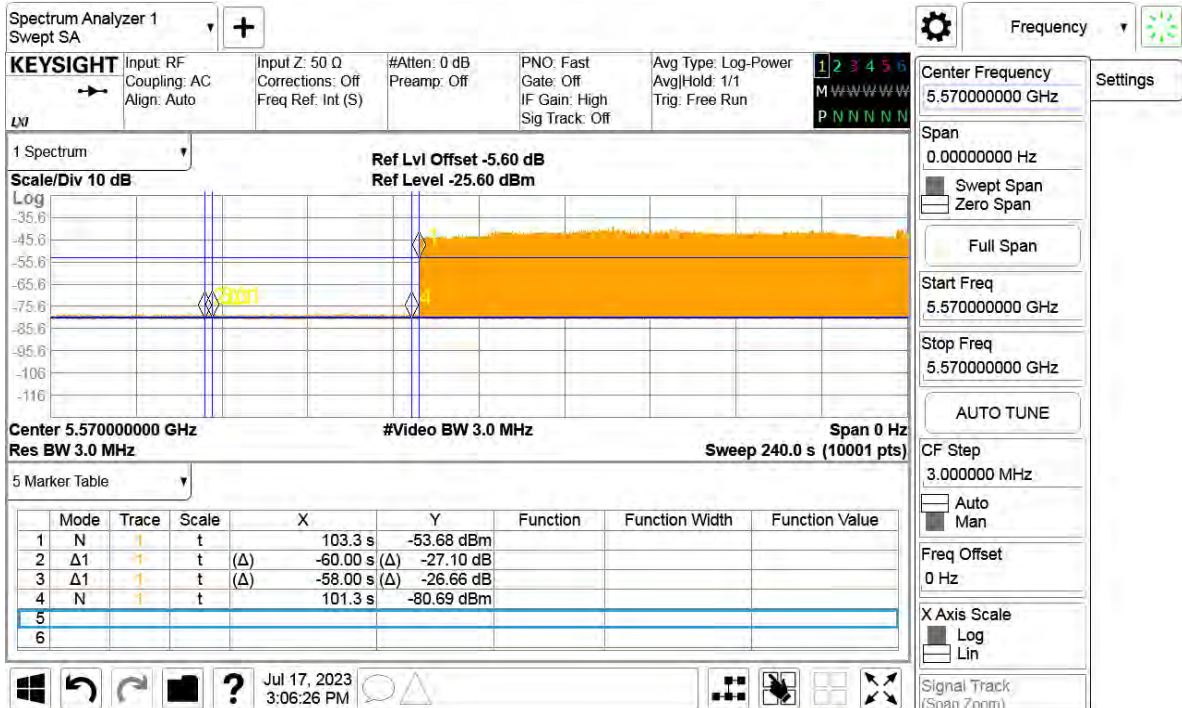 Spectrum Analyzer 1
Swept SA
Frequency
KEYSIGHT
Input: RF
Coupling: AC
Align: Auto
Input Z: 50 Ω
Corrections: Off
Freq Ref: Int (S)
#Atten: 0 dB
Preamp: Off
PNO: Fast
Gate: Off
IF Gain: High
Sig Track: Off
Avg Type: Log-Power
Avg|Hold: 1/1
Trig: Free Run
1 2 3 4 5 6
M W W W W W W
P N N N N N
LXI
1 Spectrum
Scale/Div 10 dB
Ref Lvl Offset -5.60 dB
Ref Level -25.60 dBm
Log
-35.6
-45.6
-55.6
-65.6
-75.6
-85.6
-95.6
-106
-116
1
4
Center 5.570000000 GHz
#Video BW 3.0 MHz
Span 0 Hz
Res BW 3.0 MHz
Sweep 240.0 s (10001 pts)
5 Marker Table
Mode Trace Scale X Y Function Function Width Function Value
1 N 1 t 103.3 s -53.68 dBm
2 Δ1 1 t (Δ) -60.00 s (Δ) -27.10 dB
3 Δ1 1 t (Δ) -58.00 s (Δ) -26.66 dB
4 N 1 t 101.3 s -80.69 dBm
5
6
?
Jul 17, 2023
3:06:26 PM
Center Frequency
5.570000000 GHz
Settings
Span
0.00000000 Hz
Swept Span
Zero Span
Full Span
Start Freq
5.570000000 GHz
Stop Freq
5.570000000 GHz
AUTO TUNE
CF Step
3.000000 MHz
Auto
Man
Freq Offset
0 Hz
X Axis Scale
Log
Lin
Signal Track
(Span Zoom)